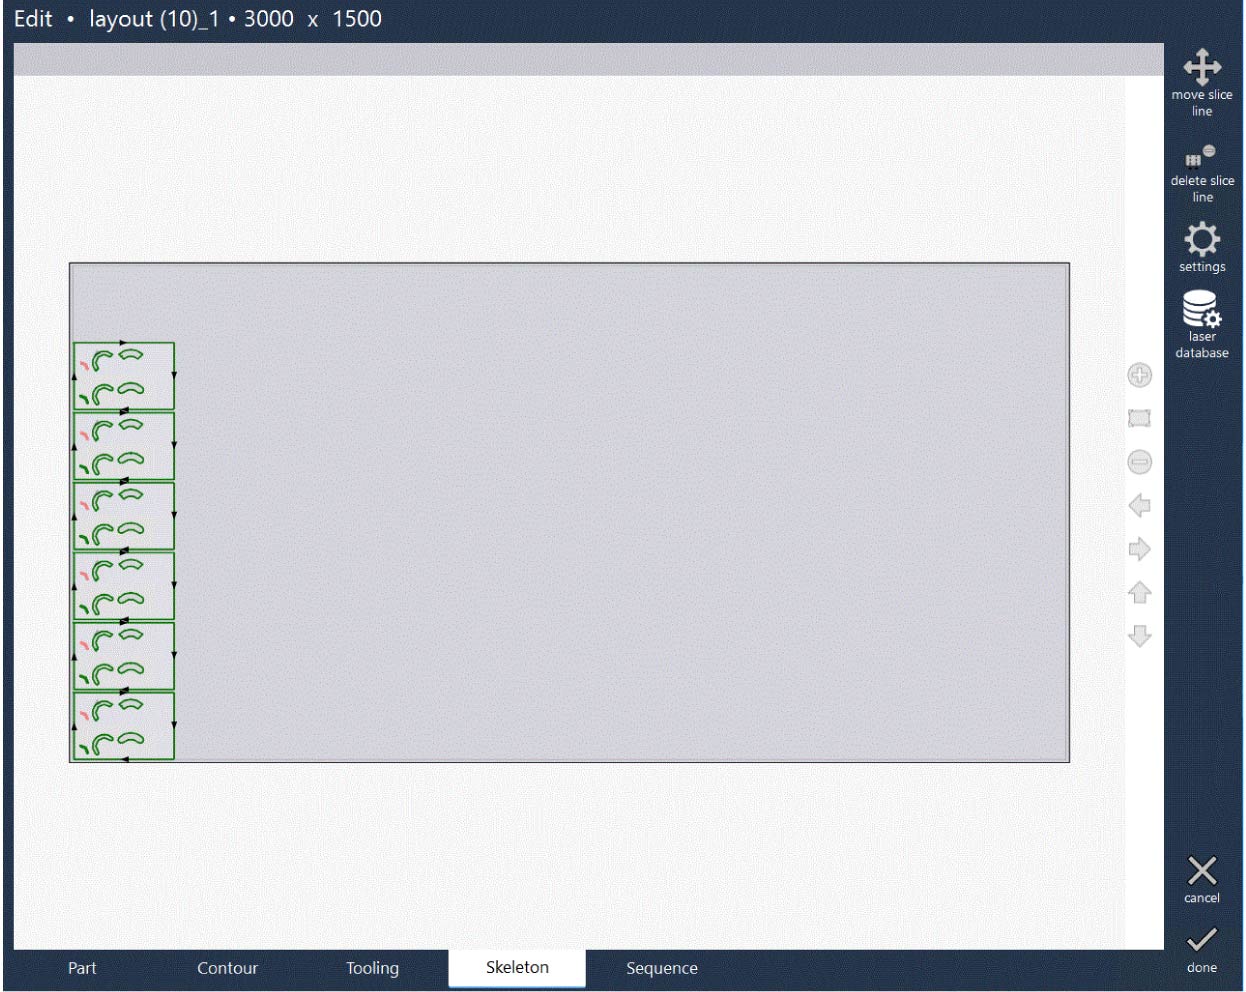 Edit • layout (10)_1 • 3000 x 1500
move slice
line
delete slice
line
settings
laser
database
cancel
done
Part
Contour
Tooling
Skeleton
Sequence